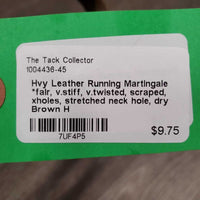 The Tack Collector
1004436-45
Hvy Leather Running Martingale
*fair, v.stiff, v.twisted, scraped,
xholes, stretched neck hole, dry
Brown H
7UF4P5
$9.75